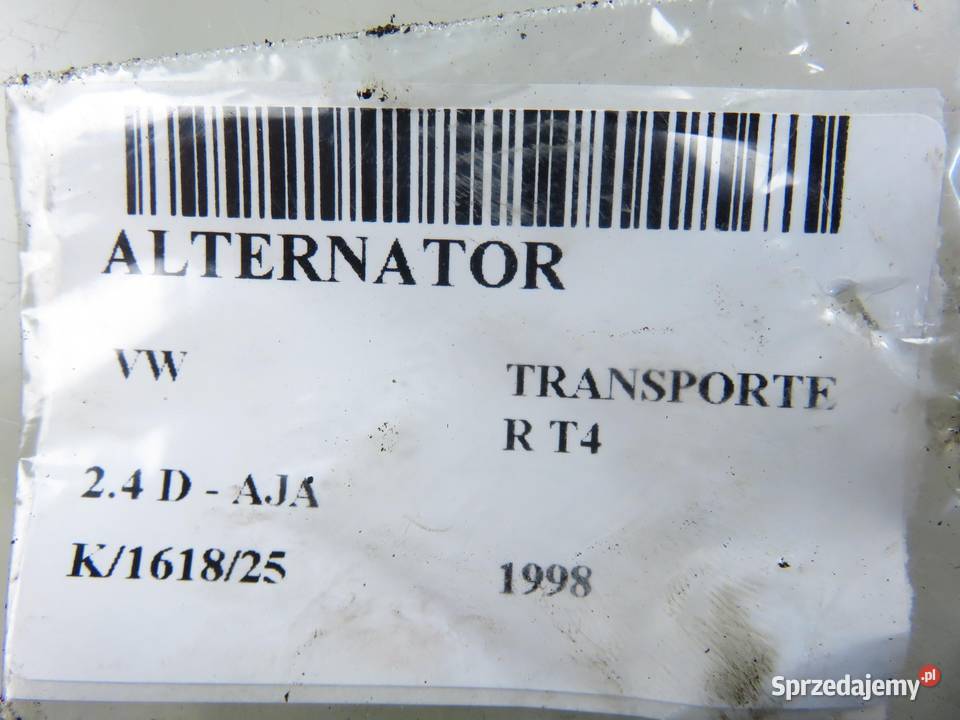 ALTERNATOR
VW
TRANSPORTE
R T4
2.4 D - AJA
K/1618/25
1998
Sprzedajemy.pl